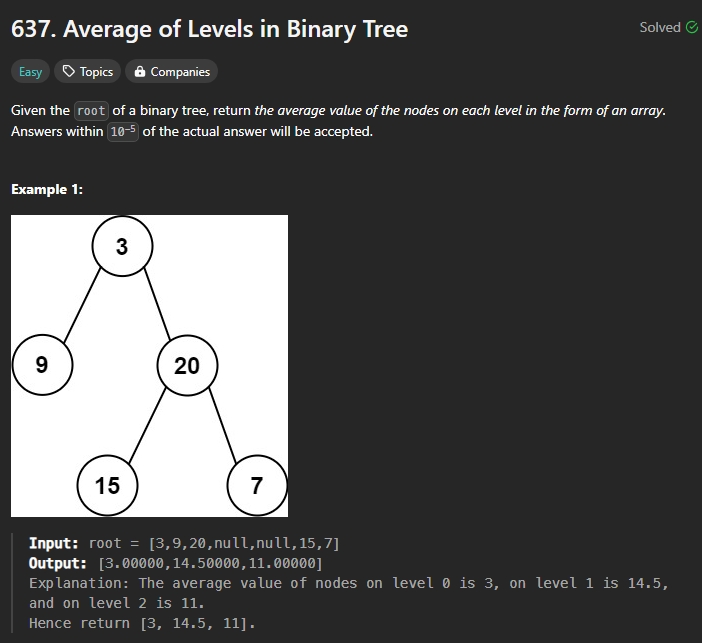 637. Average of Levels in Binary Tree
Solved
Easy Topics Companies
Given the root of a binary tree, return the average value of the nodes on each level in the form of an array.
Answers within 10⁻⁵ of the actual answer will be accepted.
Example 1:
3
9 20
15 7
Input: root = [3,9,20,null,null,15,7]
Output: [3.00000,14.50000,11.00000]
Explanation: The average value of nodes on level 0 is 3, on level 1 is 14.5,
and on level 2 is 11.
Hence return [3, 14.5, 11].